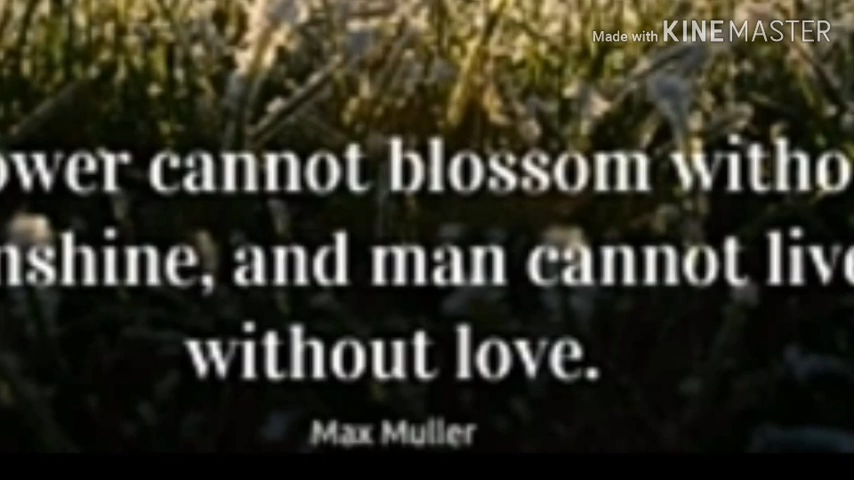 Made with KINEMASTER
ower cannot blossom witho
nshine, and man cannot live
without love.
Max Muller